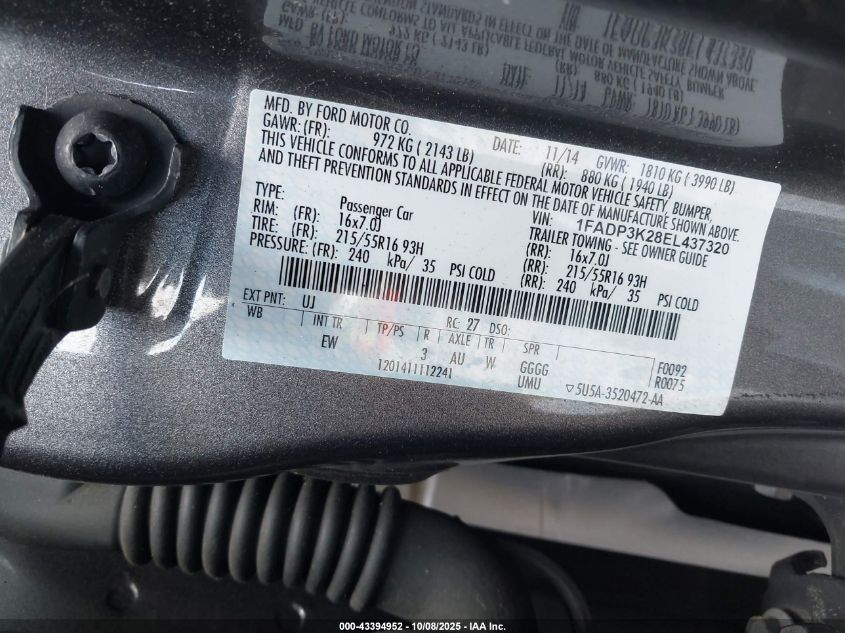 MFD. BY FORD MOTOR CO. DATE: 11/14 GVWR: 1810 KG ( 3990 LB)
GAWR: (FR): 972 KG ( 2143 LB) (RR): 880 KG ( 1940 LB)
THIS VEHICLE CONFORMS TO ALL APPLICABLE FEDERAL MOTOR VEHICLE SAFETY, BUMPER,
AND THEFT PREVENTION STANDARDS IN EFFECT ON THE DATE OF MANUFACTURE SHOWN ABOVE.
VIN: 1FADP3K28EL437320
TYPE: Passenger Car TRAILER TOWING - SEE OWNER GUIDE
RIM: (FR): 16x7.0J (RR): 16x7.0J
TIRE: (FR): 215/55R16 93H (RR): 215/55R16 93H
PRESSURE: (FR): 240 kPa/ 35 PSI COLD (RR): 240 kPa/ 35 PSI COLD
EXT PNT: UJ RC: 27 DSO:
WB INT TR TP/PS R AXLE TR SPR F0092
EW 3 AU W GGGG R0075
1201411112241 UMU ▽5U5A-3520472-AA
000-43394952 - 10/08/2025 - IAA Inc.